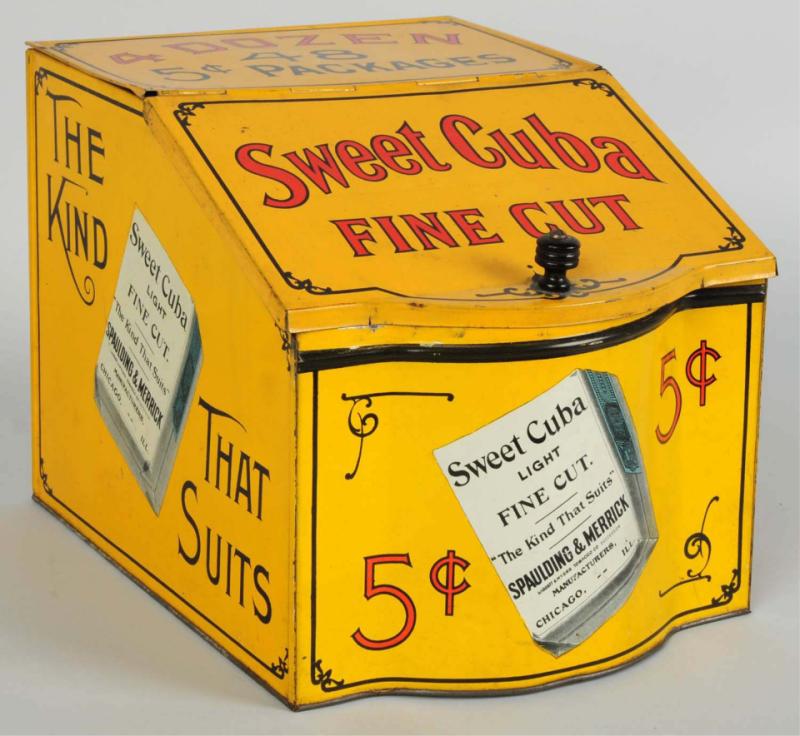 4 DOZEN
48
5¢ PACKAGES
Sweet Cuba
FINE CUT
THE
KIND
Sweet Cuba
LIGHT
FINE CUT.
"The Kind That Suits"
SPAULDING & MERRICK
MANUFACTURERS,
CHICAGO. -- ILL.
THAT
SUITS
5¢
5¢
Sweet Cuba
LIGHT
FINE CUT.
"The Kind That Suits"
SPAULDING & MERRICK
MANUFACTURERS,
CHICAGO. -- ILL.